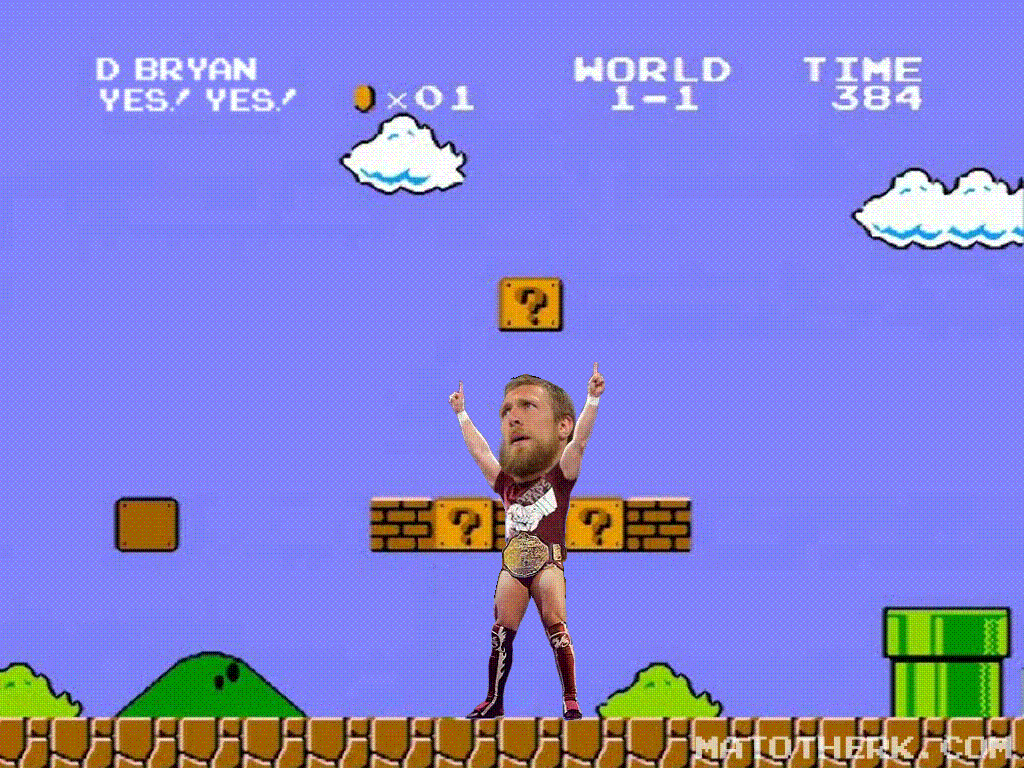 D BRYAN
YES! YES!
×01
WORLD
1-1
TIME
384
?
?
?
MATOTHERK.COM